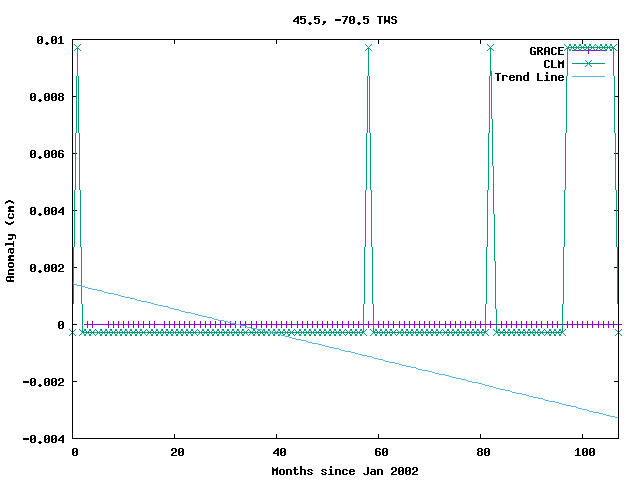 45.5, -70.5 TWS
0.01
0.008
0.006
0.004
0.002
0
-0.002
-0.004
Anomaly (cm)
GRACE
CLM
Trend Line
0 20 40 60 80 100
Months since Jan 2002